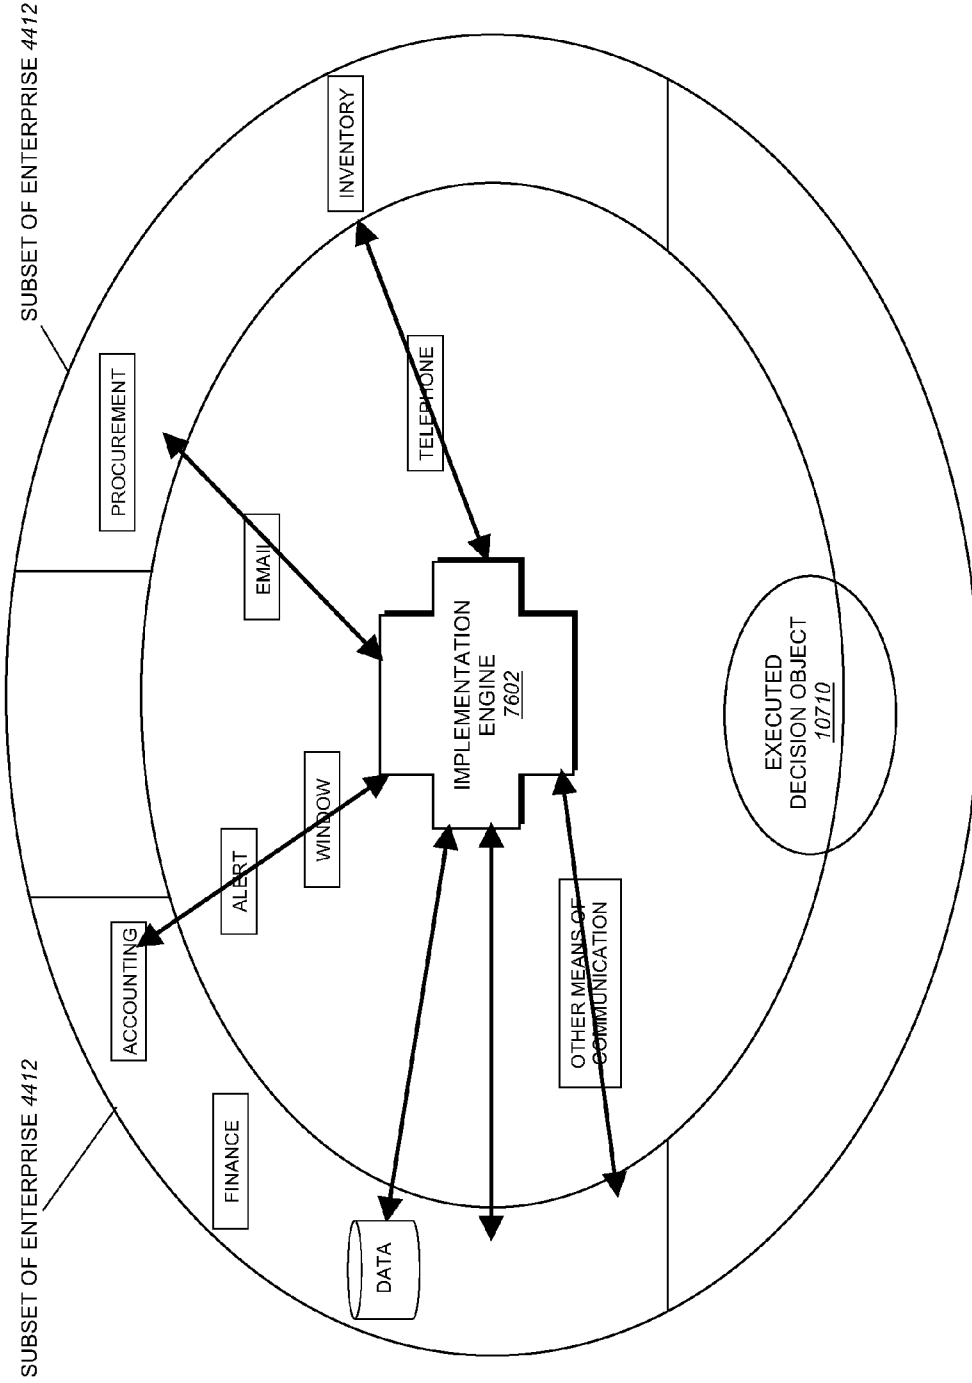 SUBSET OF ENTERPRISE 4412
SUBSET OF ENTERPRISE 4412
FINANCE
ACCOUNTING
PROCUREMENT
INVENTORY
ALERT
WINDOW
EMAIL
TELEPHONE
DATA
IMPLEMENTATION
ENGINE
7602
OTHER MEANS OF
COMMUNICATION
EXECUTED
DECISION OBJECT
10710